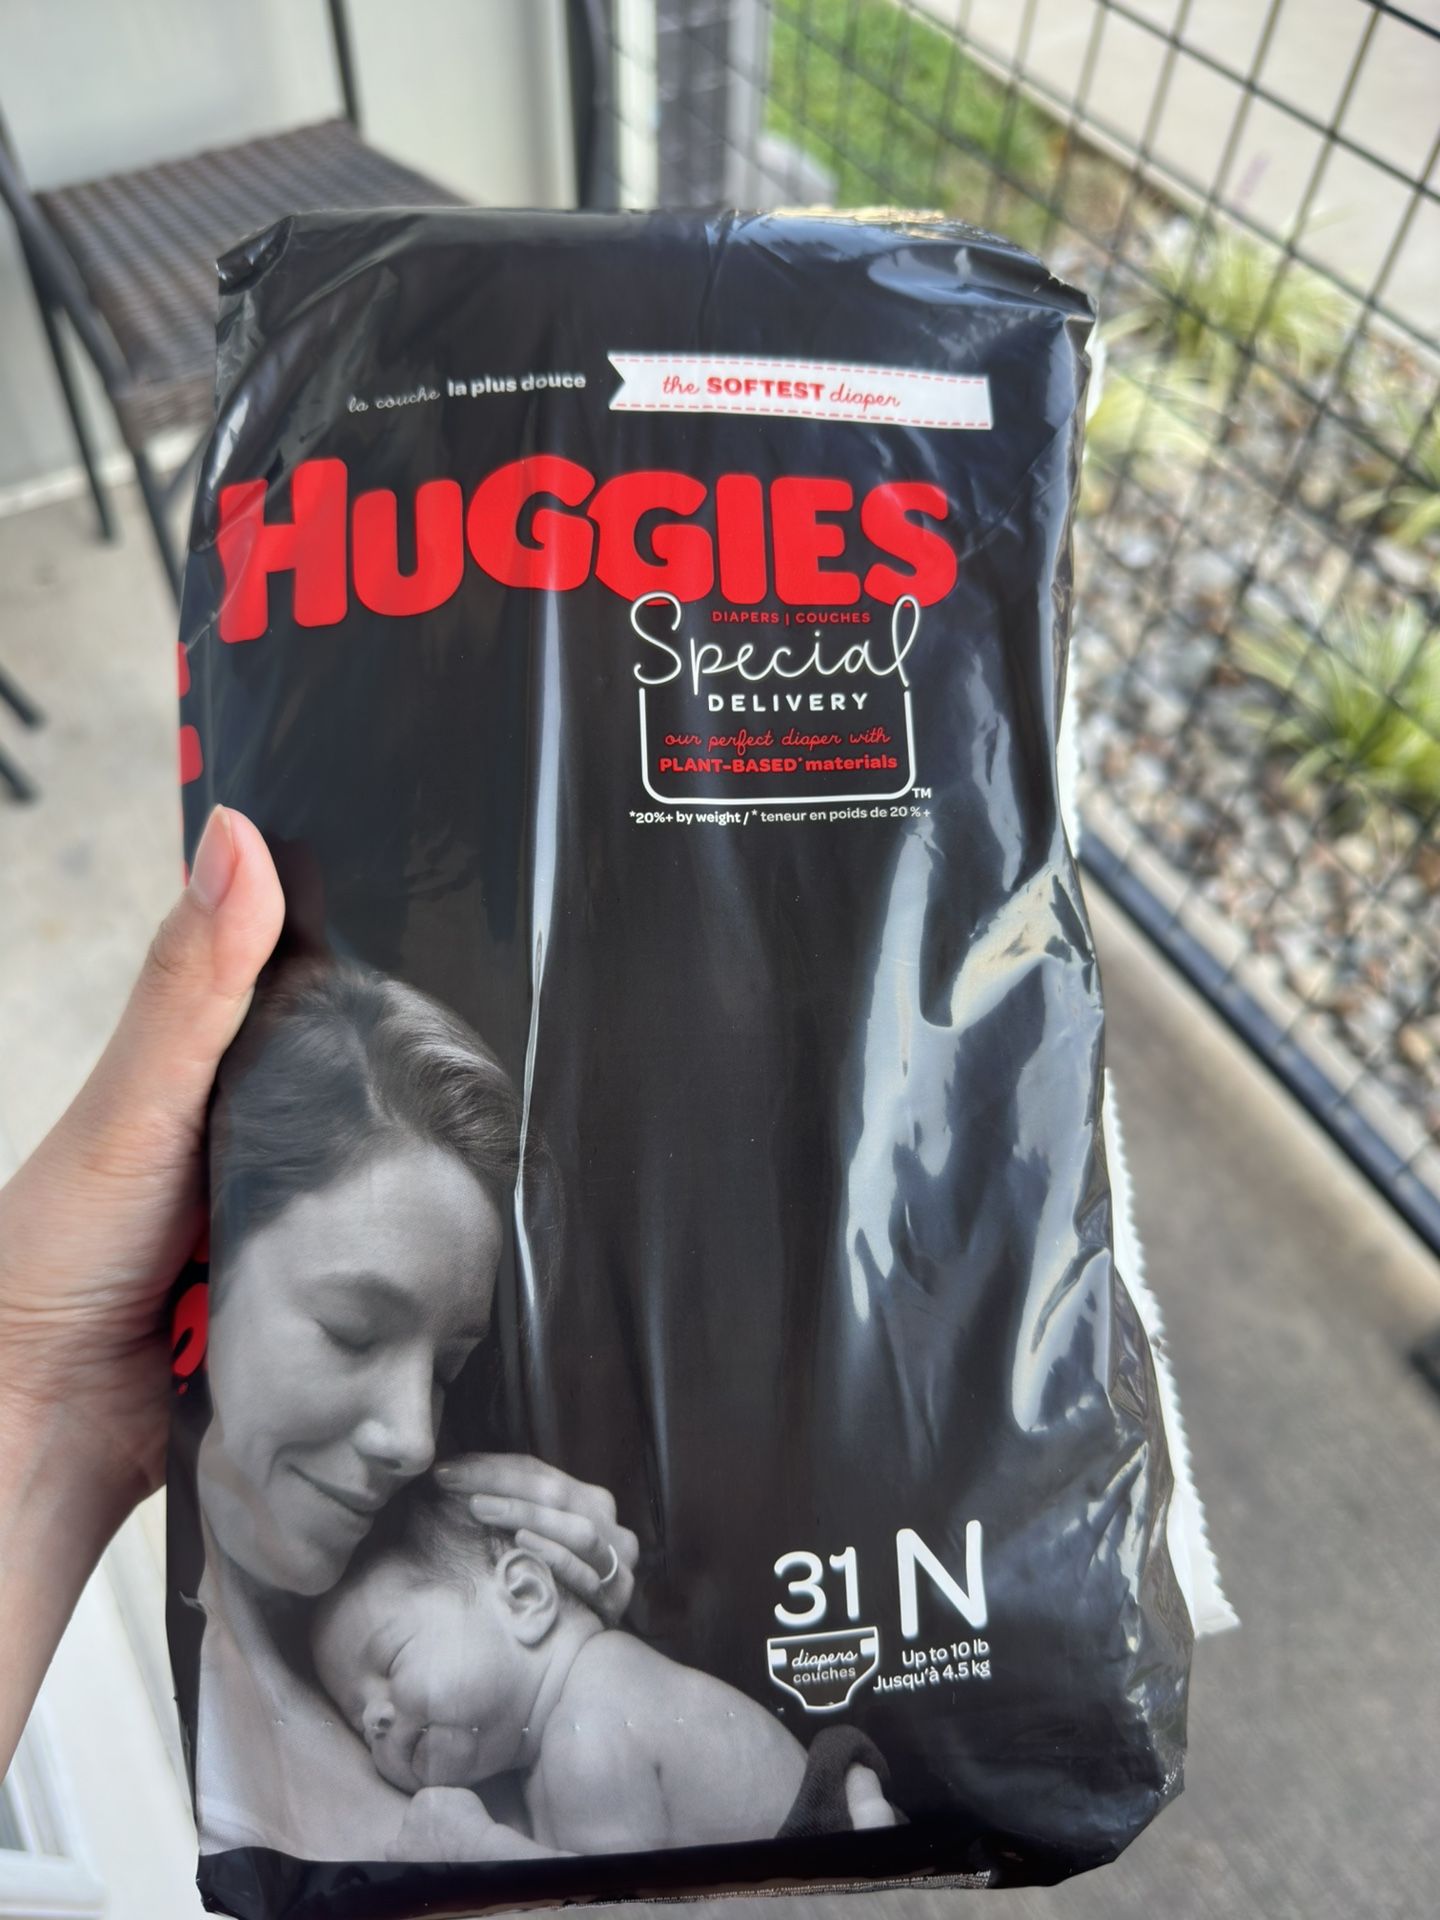 la couche la plus douce
the SOFTEST diaper
HUGGIES
DIAPERS | COUCHES
Special
DELIVERY
our perfect diaper with
PLANT-BASED* materials
TM
*20%+ by weight / * teneur en poids de 20 % +
31 N
diapers
couches
Up to 10 lb
Jusqu'à 4.5 kg